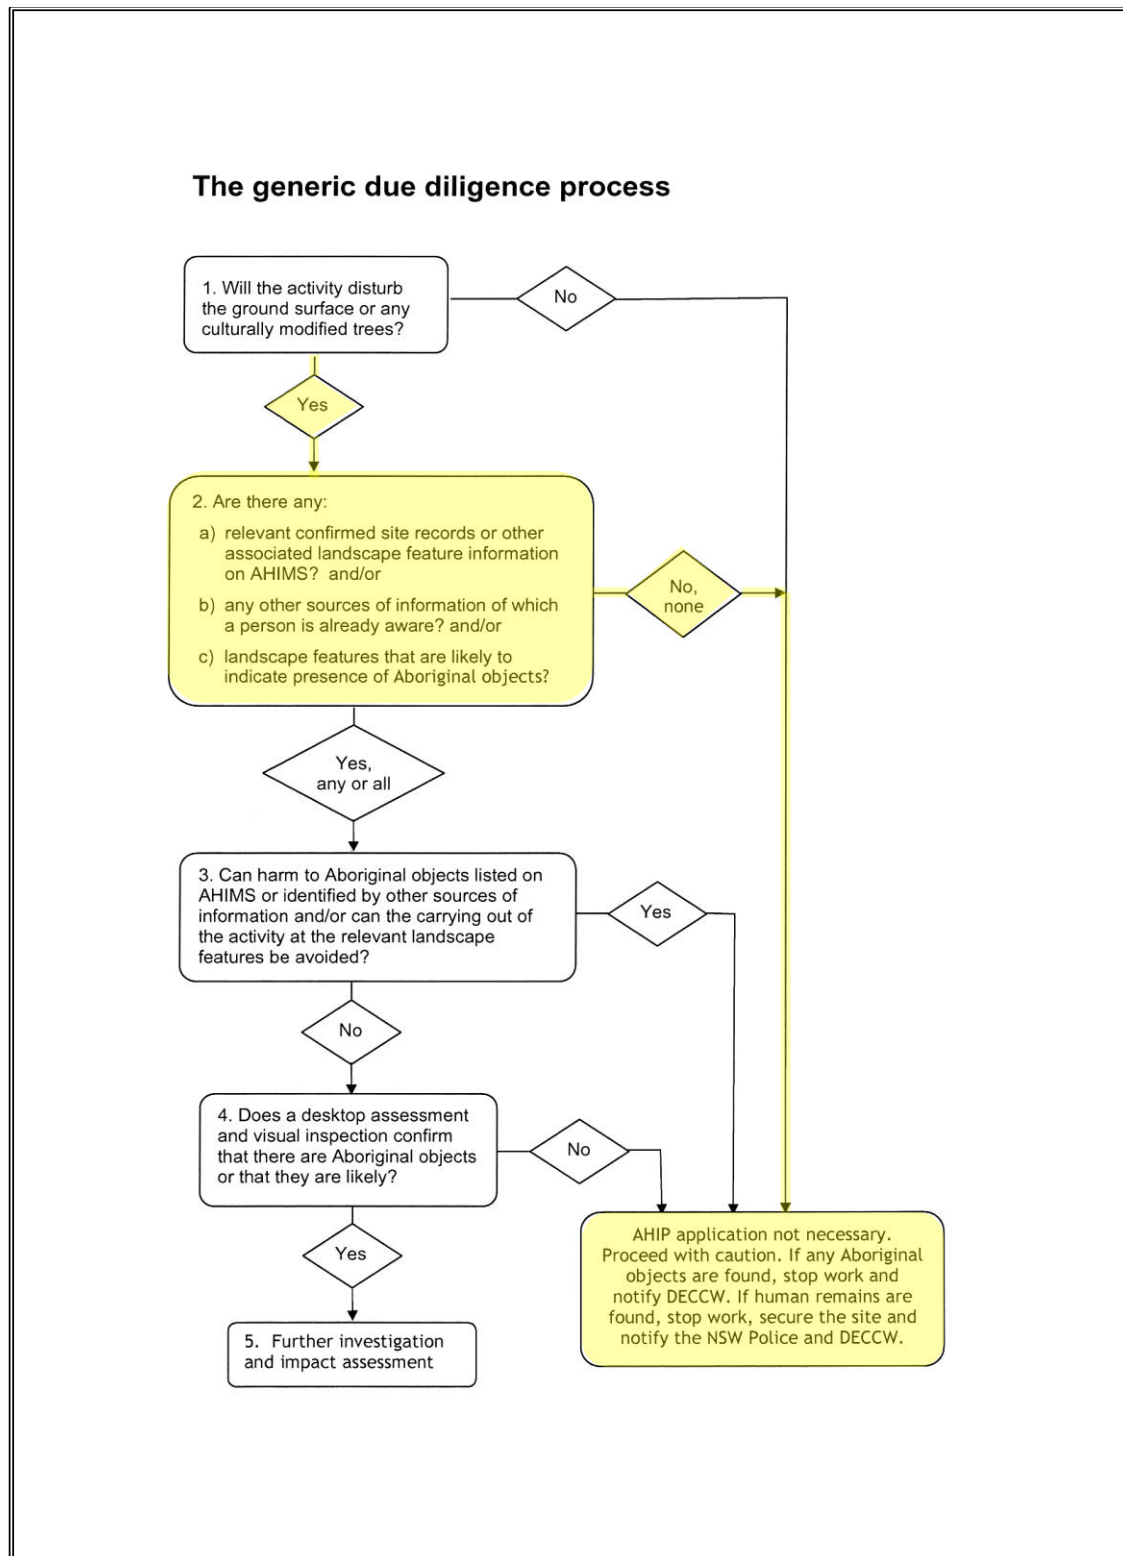 The generic due diligence process
1. Will the activity disturb
the ground surface or any
culturally modified trees?
No
Yes
2. Are there any:
a) relevant confirmed site records or other
associated landscape feature information
on AHIMS? and/or
b) any other sources of information of which
a person is already aware? and/or
c) landscape features that are likely to
indicate presence of Aboriginal objects?
No,
none
Yes,
any or all
3. Can harm to Aboriginal objects listed on
AHIMS or identified by other sources of
information and/or can the carrying out of
the activity at the relevant landscape
features be avoided?
Yes
No
4. Does a desktop assessment
and visual inspection confirm
that there are Aboriginal objects
or that they are likely?
No
Yes
5. Further investigation
and impact assessment
AHIP application not necessary.
Proceed with caution. If any Aboriginal
objects are found, stop work and
notify DECCW. If human remains are
found, stop work, secure the site and
notify the NSW Police and DECCW.